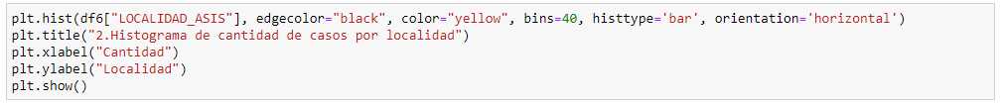 plt.hist(df6["LOCALIDAD_ASIS"], edgecolor="black", color="yellow", bins=40, histtype='bar', orientation='horizontal')
plt.title("2.Histograma de cantidad de casos por localidad")
plt.xlabel("Cantidad")
plt.ylabel("Localidad")
plt.show()